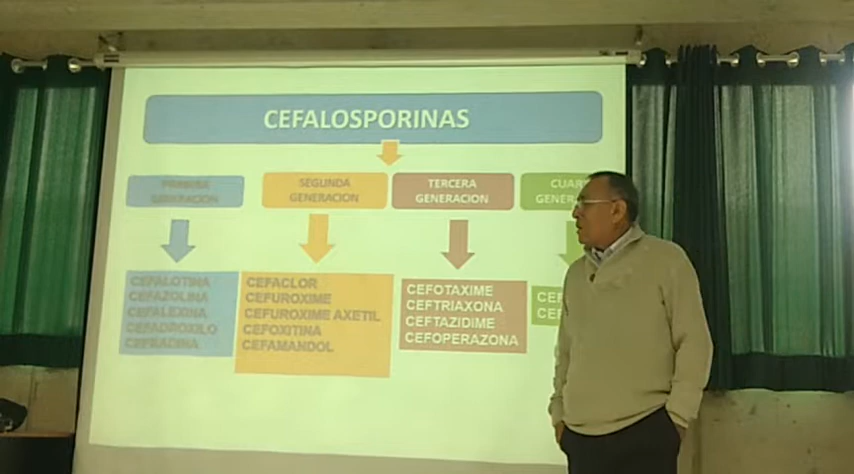 CEFALOSPORINAS
PRIMERA
GENERACION
SEGUNDA
GENERACION
TERCERA
GENERACION
CEFALOTINA
CEFAZOLINA
CEFALEXINA
CEFADROXILO
CEFRADINA
CEFACLOR
CEFUROXIME
CEFUROXIME AXETIL
CEFOXITINA
CEFAMANDOL
CEFOTAXIME
CEFTRIAXONA
CEFTAZIDIME
CEFOPERAZONA